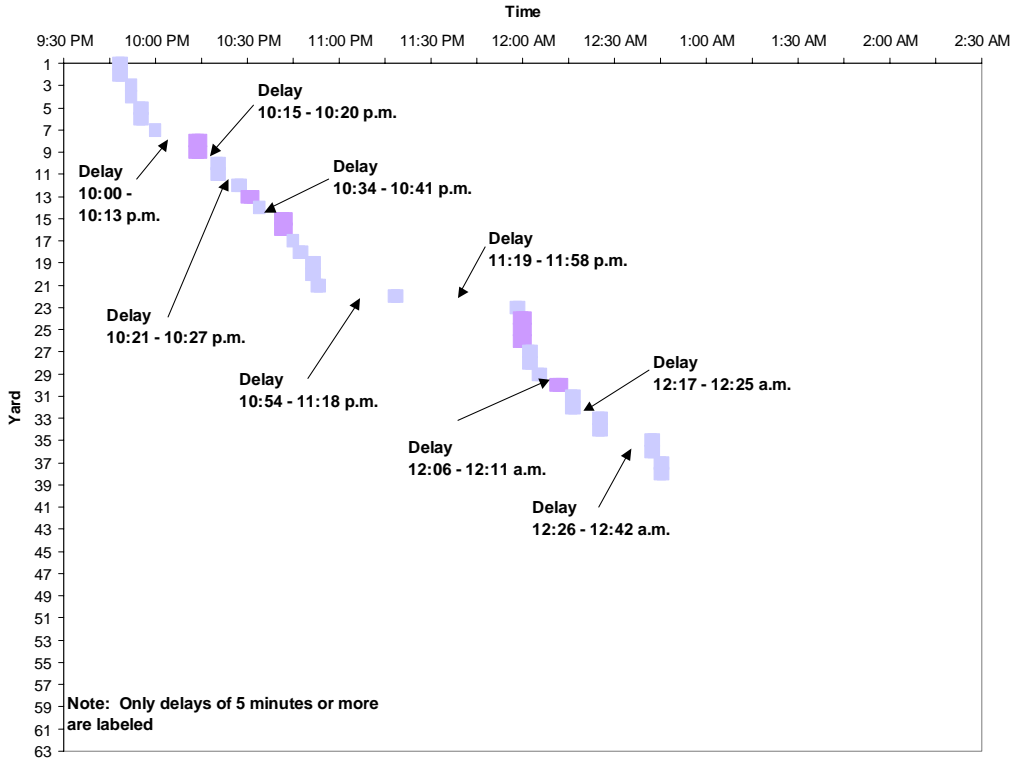 Time
9:30 PM 10:00 PM 10:30 PM 11:00 PM 11:30 PM 12:00 AM 12:30 AM 1:00 AM 1:30 AM 2:00 AM 2:30 AM
1
3
5
7
9
11
13
15
17
19
21
23
25
27
29
31
33
35
37
39
41
43
45
47
49
51
53
55
57
59
61
63
Yard
Delay
10:15 - 10:20 p.m.
Delay
10:00 -
10:13 p.m.
Delay
10:34 - 10:41 p.m.
Delay
11:19 - 11:58 p.m.
Delay
10:21 - 10:27 p.m.
Delay
10:54 - 11:18 p.m.
Delay
12:17 - 12:25 a.m.
Delay
12:06 - 12:11 a.m.
Delay
12:26 - 12:42 a.m.
Note: Only delays of 5 minutes or more
are labeled